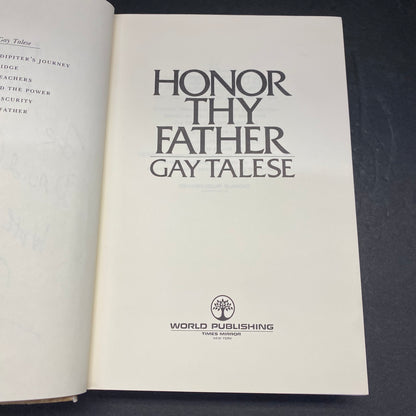 Gay Talese
DIPITER'S JOURNEY
IDGE
EACHERS
D THE POWER
SCURITY
FATHER
HONOR
THY
FATHER
GAY TALESE
WORLD PUBLISHING
TIMES MIRROR
NEW YORK